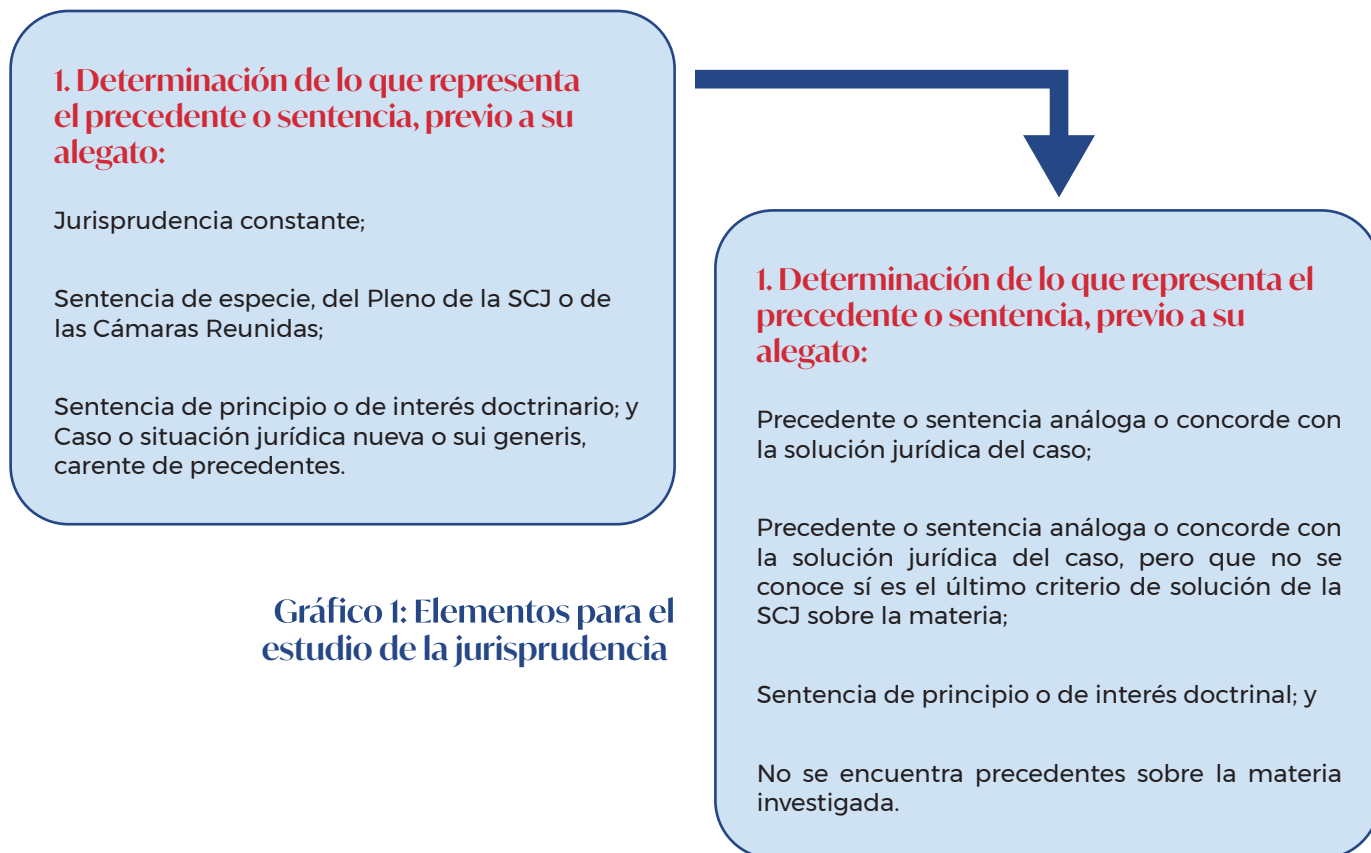 1. Determinación de lo que representa
el precedente o sentencia, previo a su
alegato:
Jurisprudencia constante;
Sentencia de especie, del Pleno de la SCJ o de
las Cámaras Reunidas;
Sentencia de principio o de interés doctrinario; y
Caso o situación jurídica nueva o sui generis,
carente de precedentes.
Gráfico 1: Elementos para el
estudio de la jurisprudencia
1. Determinación de lo que representa el
precedente o sentencia, previo a su
alegato:
Precedente o sentencia análoga o concorde con
la solución jurídica del caso;
Precedente o sentencia análoga o concorde con
la solución jurídica del caso, pero que no se
conoce sí es el último criterio de solución de la
SCJ sobre la materia;
Sentencia de principio o de interés doctrinal; y
No se encuentra precedentes sobre la materia
investigada.